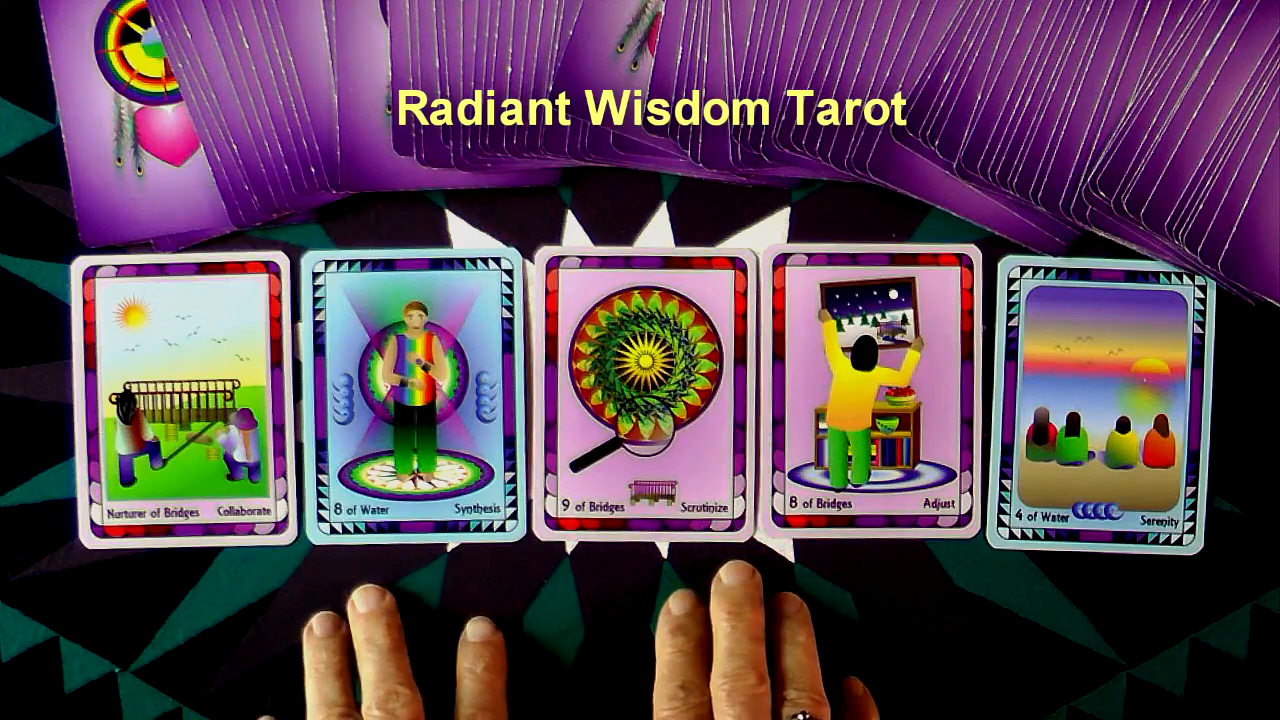 Radiant Wisdom Tarot
Nurturer of Bridges Collaborate
8 of Water Synthesis
9 of Bridges Scrutinize
8 of Bridges Adjust
4 of Water Serenity